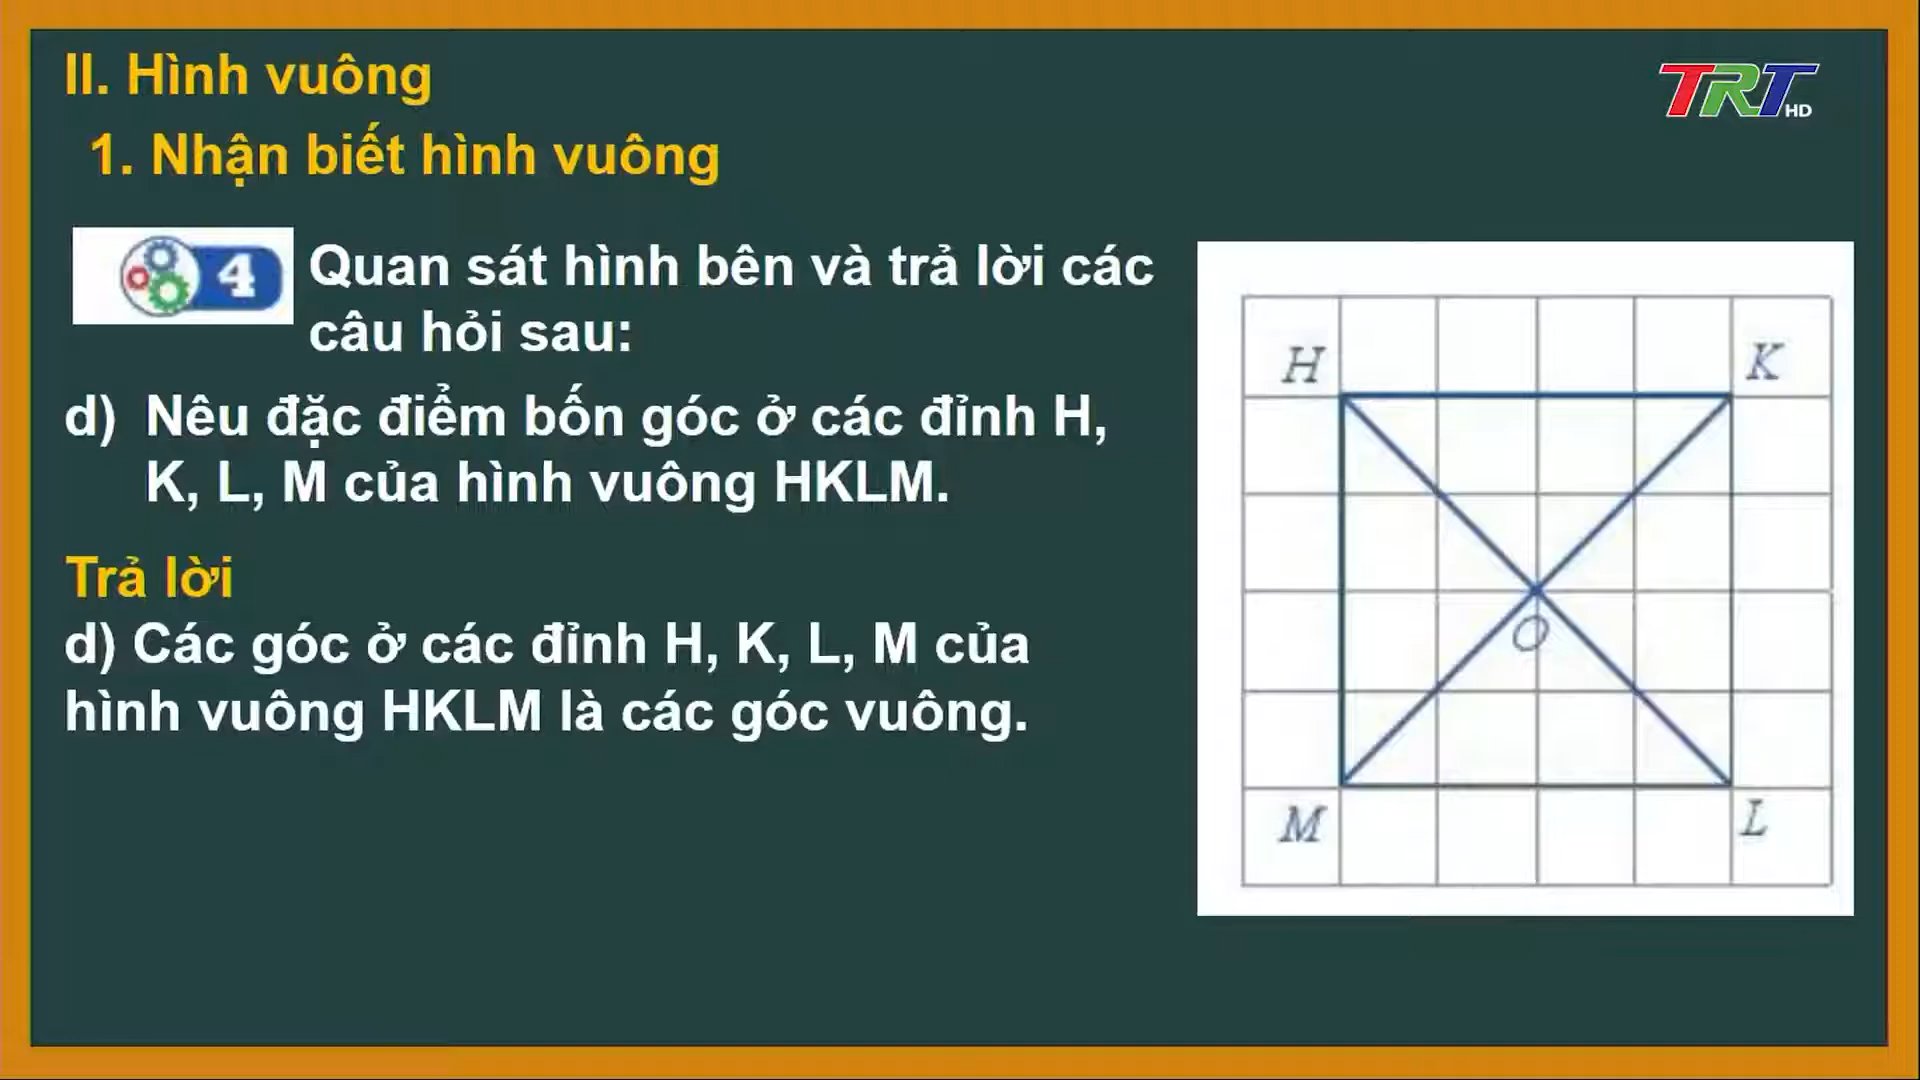 II. Hình vuông
TRT HD
1. Nhận biết hình vuông
4
Quan sát hình bên và trả lời các
câu hỏi sau:
d) Nêu đặc điểm bốn góc ở các đỉnh H,
K, L, M của hình vuông HKLM.
Trả lời
d) Các góc ở các đỉnh H, K, L, M của
hình vuông HKLM là các góc vuông.
H K
O
M L